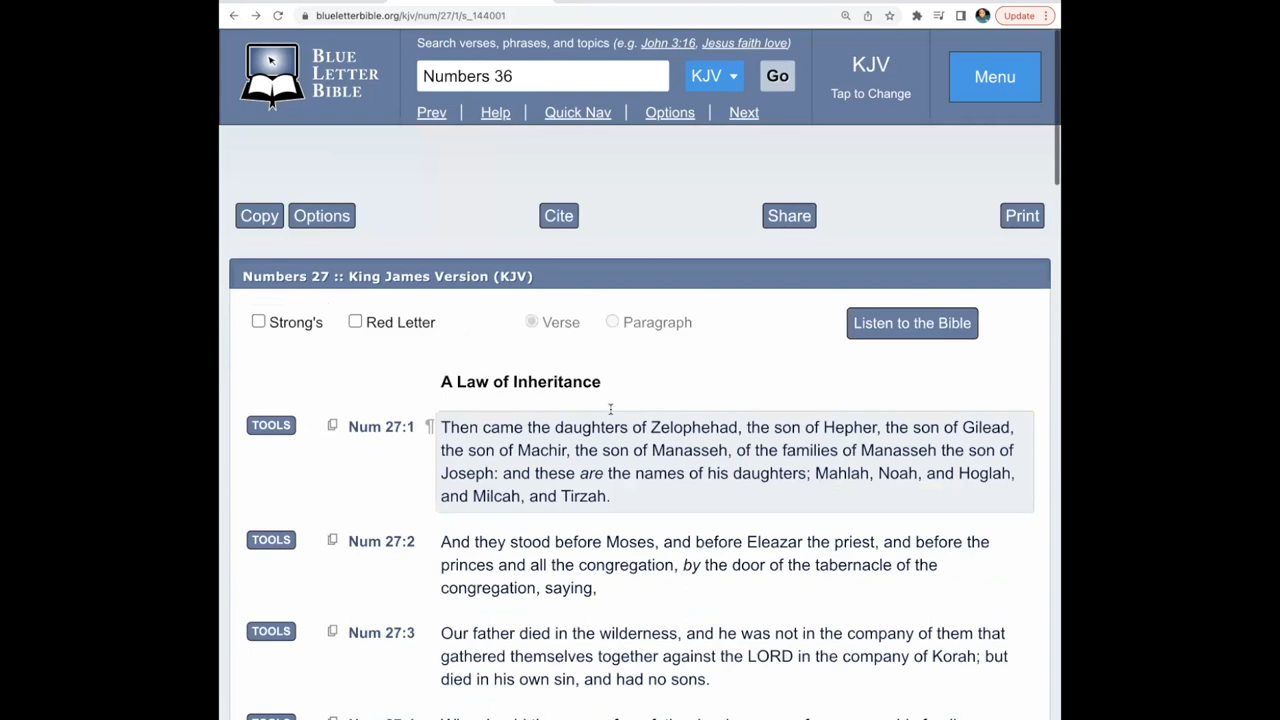 blueletterbible.org/kjv/num/27/1/s_144001
Update
BLUE
LETTER
BIBLE
Search verses, phrases, and topics (e.g. John 3:16, Jesus faith love)
Numbers 36
KJV
Go
KJV
Tap to Change
Menu
Prev | Help | Quick Nav | Options | Next
Copy Options Cite Share Print
Numbers 27 :: King James Version (KJV)
Strong's Red Letter Verse Paragraph Listen to the Bible
A Law of Inheritance
TOOLS Num 27:1 ¶ Then came the daughters of Zelophehad, the son of Hepher, the son of Gilead,
the son of Machir, the son of Manasseh, of the families of Manasseh the son of
Joseph: and these are the names of his daughters; Mahlah, Noah, and Hoglah,
and Milcah, and Tirzah.
TOOLS Num 27:2 And they stood before Moses, and before Eleazar the priest, and before the
princes and all the congregation, by the door of the tabernacle of the
congregation, saying,
TOOLS Num 27:3 Our father died in the wilderness, and he was not in the company of them that
gathered themselves together against the LORD in the company of Korah; but
died in his own sin, and had no sons.